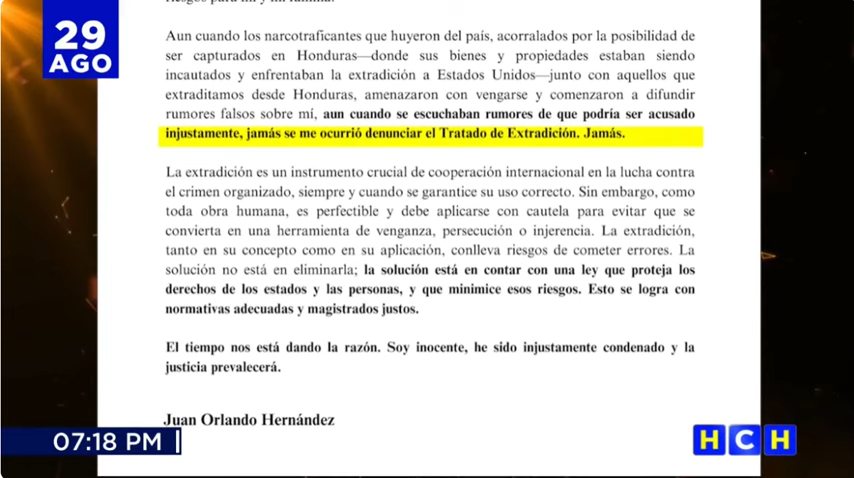 riesgos para mí y mi familia.
29
AGO
Aun cuando los narcotraficantes que huyeron del país, acorralados por la posibilidad de
ser capturados en Honduras—donde sus bienes y propiedades estaban siendo
incautados y enfrentaban la extradición a Estados Unidos—junto con aquellos que
extraditamos desde Honduras, amenazaron con vengarse y comenzaron a difundir
rumores falsos sobre mí, aun cuando se escuchaban rumores de que podría ser acusado
injustamente, jamás se me ocurrió denunciar el Tratado de Extradición. Jamás.
La extradición es un instrumento crucial de cooperación internacional en la lucha contra
el crimen organizado, siempre y cuando se garantice su uso correcto. Sin embargo, como
toda obra humana, es perfectible y debe aplicarse con cautela para evitar que se
convierta en una herramienta de venganza, persecución o injerencia. La extradición,
tanto en su concepto como en su aplicación, conlleva riesgos de cometer errores. La
solución no está en eliminarla; la solución está en contar con una ley que proteja los
derechos de los estados y las personas, y que minimice esos riesgos. Esto se logra con
normativas adecuadas y magistrados justos.
El tiempo nos está dando la razón. Soy inocente, he sido injustamente condenado y la
justicia prevalecerá.
Juan Orlando Hernández
07:18 PM
HCH